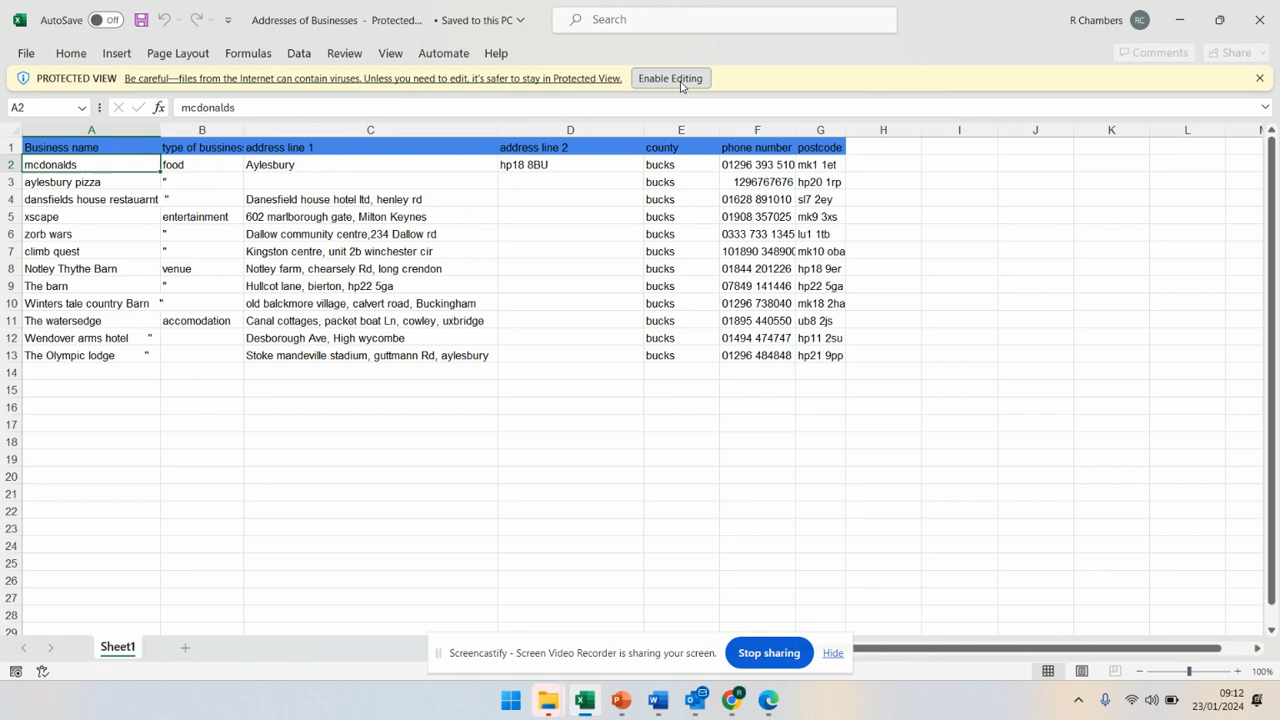 AutoSave Off Addresses of Businesses - Protected... • Saved to this PC Search R Chambers RC
File Home Insert Page Layout Formulas Data Review View Automate Help Comments Share
PROTECTED VIEW Be careful—files from the Internet can contain viruses. Unless you need to edit, it's safer to stay in Protected View. Enable Editing
A2 fx mcdonalds
A B C D E F G H I J K L M
1 Business name type of bussines address line 1 address line 2 county phone number postcode
2 mcdonalds food Aylesbury hp18 8BU bucks 01296 393 510 mk1 1et
3 aylesbury pizza " bucks 1296767676 hp20 1rp
4 dansfields house restauarnt " Danesfield house hotel ltd, henley rd bucks 01628 891010 sl7 2ey
5 xscape entertainment 602 marlborough gate, Milton Keynes bucks 01908 357025 mk9 3xs
6 zorb wars " Dallow community centre,234 Dallow rd bucks 0333 733 1345 lu1 1tb
7 climb quest " Kingston centre, unit 2b winchester cir bucks 101890 348900 mk10 oba
8 Notley Thythe Barn venue Notley farm, chearsely Rd, long crendon bucks 01844 201226 hp18 9er
9 The barn " Hullcot lane, bierton, hp22 5ga bucks 07849 141446 hp22 5ga
10 Winters tale country Barn " old balckmore village, calvert road, Buckingham bucks 01296 738040 mk18 2ha
11 The watersedge accomodation Canal cottages, packet boat Ln, cowley, uxbridge bucks 01895 440550 ub8 2js
12 Wendover arms hotel " Desborough Ave, High wycombe bucks 01494 474747 hp11 2su
13 The Olympic lodge " Stoke mandeville stadium, guttmann Rd, aylesbury bucks 01296 484848 hp21 9pp
14
15
16
17
18
19
20
21
22
23
24
25
26
27
28
29
Sheet1
Screencastify - Screen Video Recorder is sharing your screen. Stop sharing Hide
100%
09:12
23/01/2024